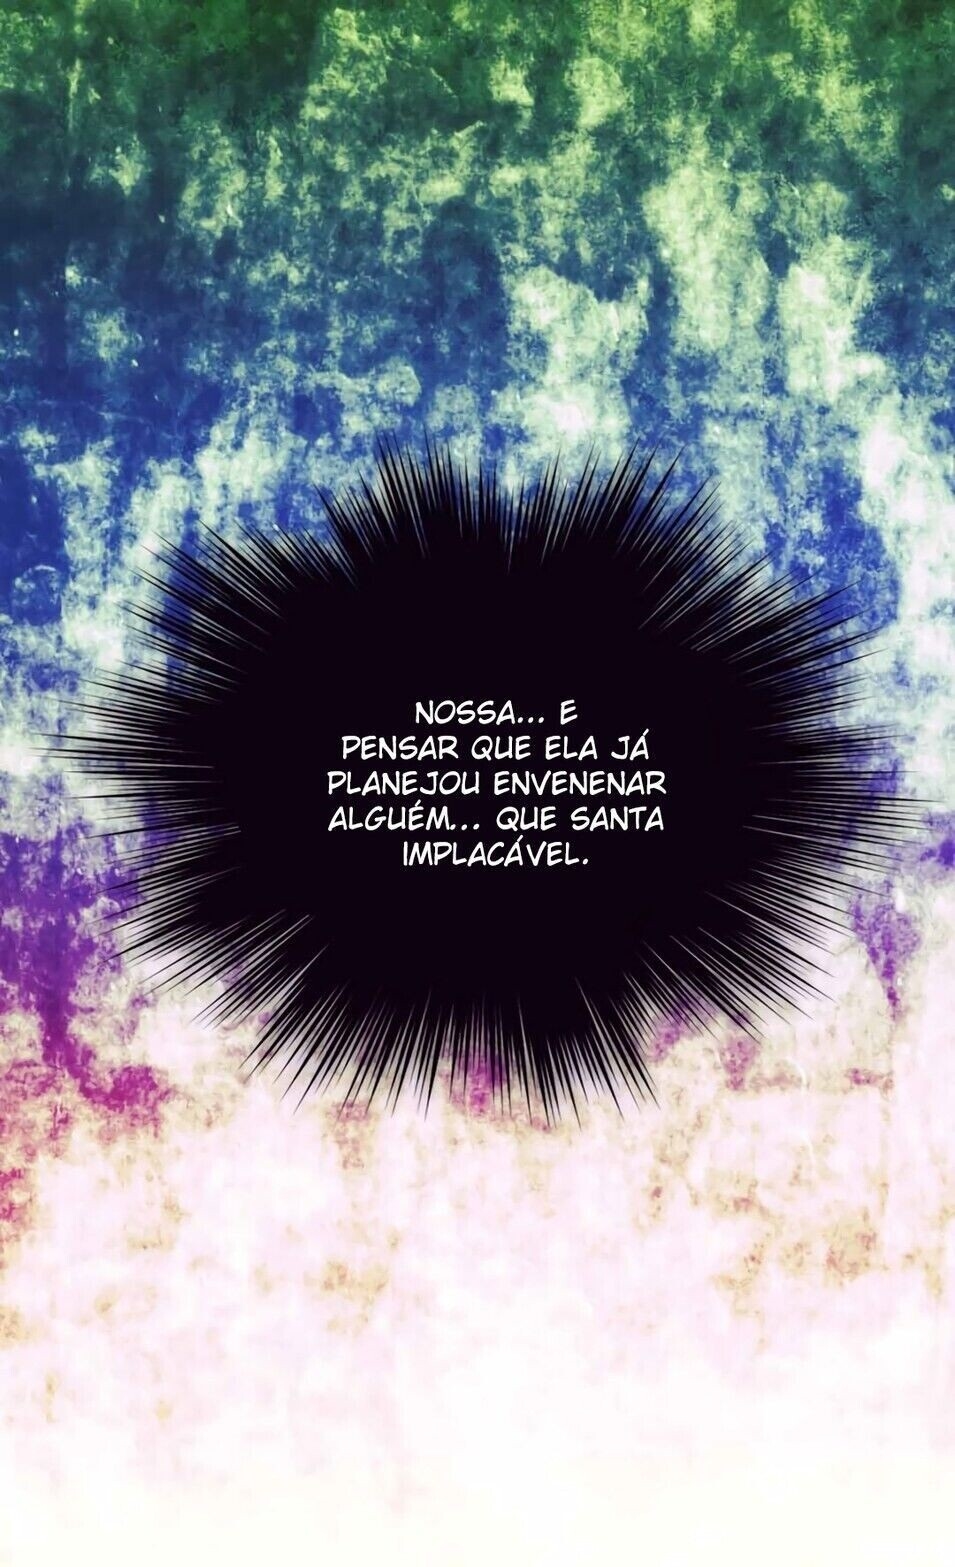 NOSSA... E
PENSAR QUE ELA JÁ
PLANEJOU ENVENENAR
ALGUÉM... QUE SANTA
IMPLACÁVEL.